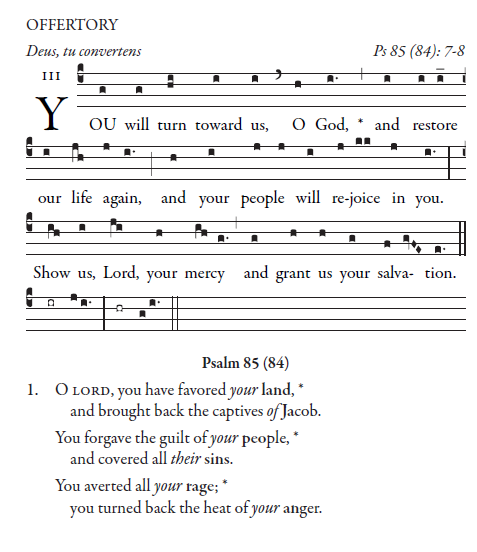 OFFERTORY
Deus, tu convertens Ps 85 (84): 7-8
III
YOU will turn toward us, O God, * and restore
our life again, and your people will re-joice in you.
Show us, Lord, your mercy and grant us your salva- tion.
Psalm 85 (84)
1. O LORD, you have favored your land, *
and brought back the captives of Jacob.
You forgave the guilt of your people, *
and covered all their sins.
You averted all your rage; *
you turned back the heat of your anger.